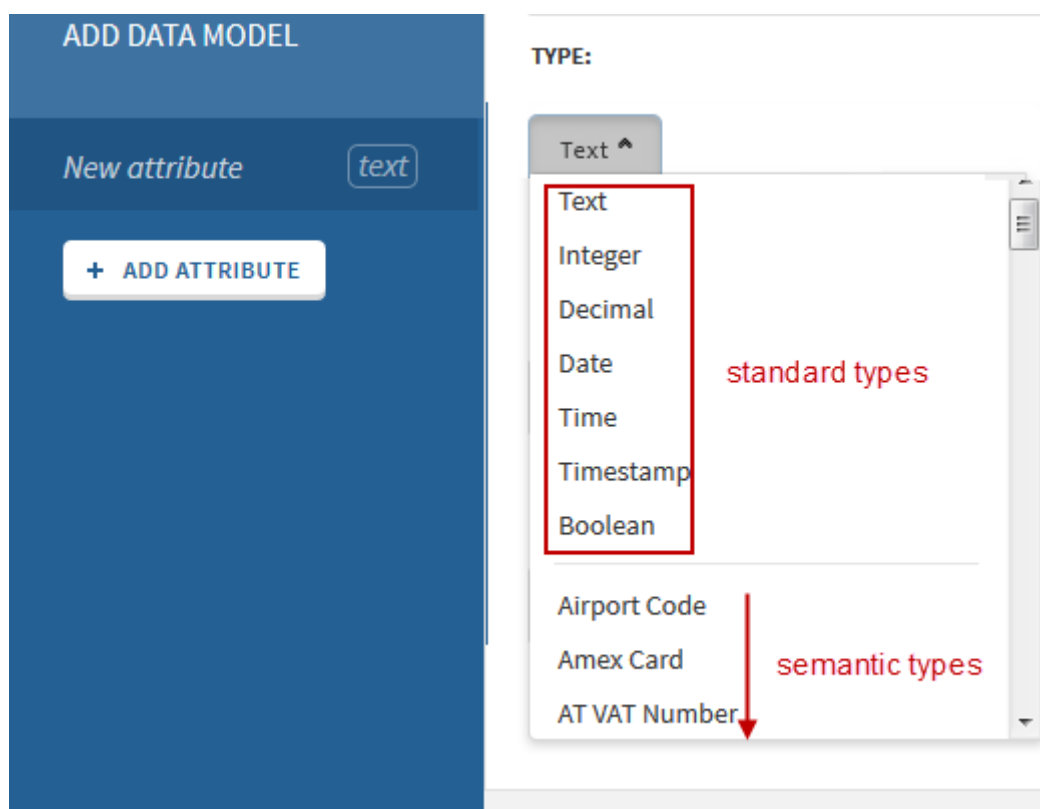 ADD DATA MODEL
New attribute text
+ ADD ATTRIBUTE
TYPE:
Text
Text
Integer
Decimal
Date
Time
Timestamp
Boolean
standard types
Airport Code
Amex Card
AT VAT Number
semantic types